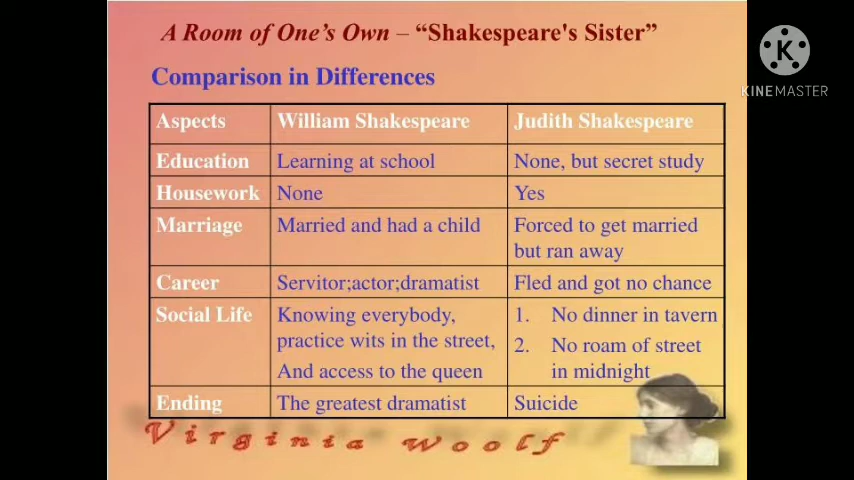 A Room of One's Own – “Shakespeare's Sister”
K
KINEMASTER
Comparison in Differences
Aspects William Shakespeare Judith Shakespeare
Education Learning at school None, but secret study
Housework None Yes
Marriage Married and had a child Forced to get married
but ran away
Career Servitor;actor;dramatist Fled and got no chance
Social Life Knowing everybody, 1. No dinner in tavern
practice wits in the street, 2. No roam of street
And access to the queen in midnight
Ending The greatest dramatist Suicide
Virginia Woolf